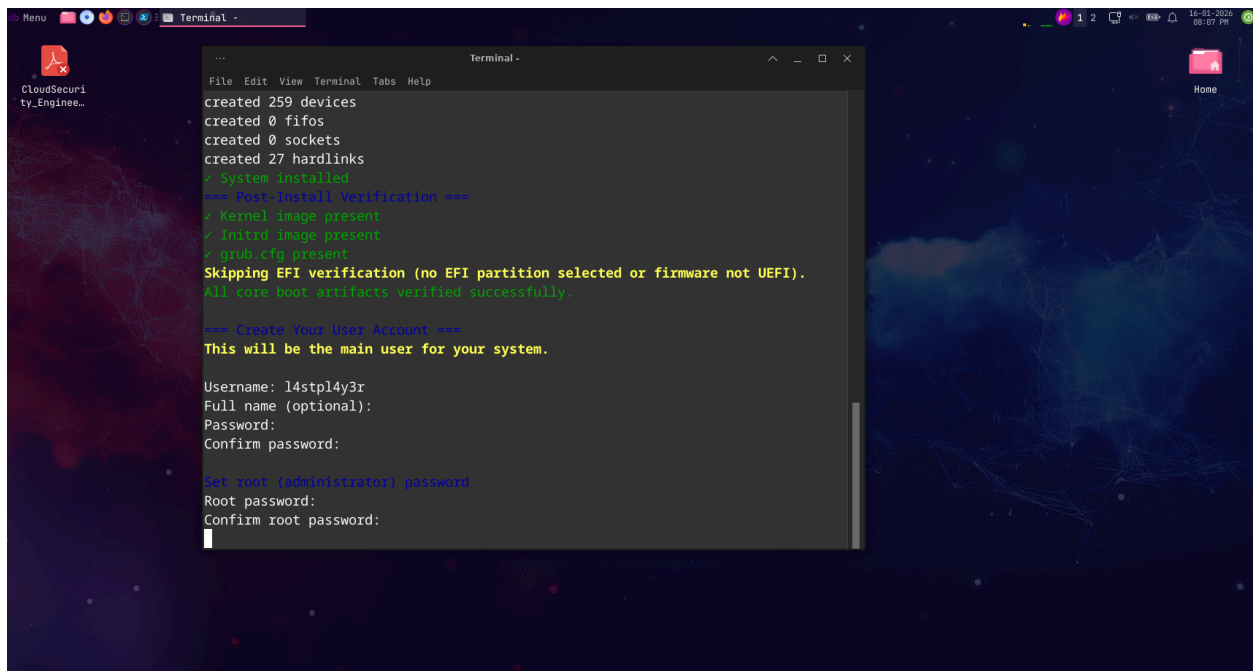 Menu
Terminal -
1 2
16-01-2026
08:07 PM
CloudSecuri
ty_Enginee…
Home
Terminal -
File Edit View Terminal Tabs Help
created 259 devices
created 0 fifos
created 0 sockets
created 27 hardlinks
✓ System installed
=== Post-Install Verification ===
✓ Kernel image present
✓ Initrd image present
✓ grub.cfg present
Skipping EFI verification (no EFI partition selected or firmware not UEFI).
All core boot artifacts verified successfully.
=== Create Your User Account ===
This will be the main user for your system.
Username: l4stpl4y3r
Full name (optional):
Password:
Confirm password:
Set root (administrator) password
Root password:
Confirm root password: